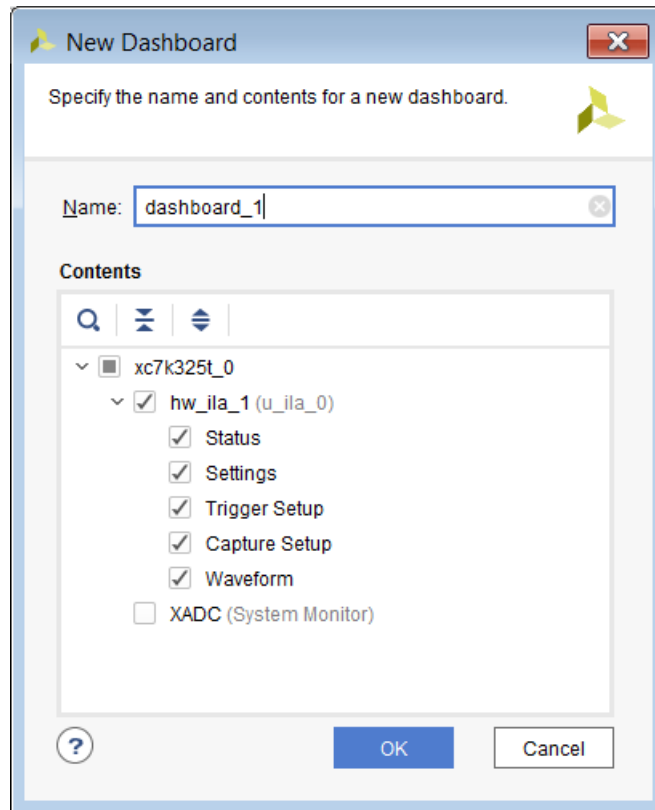 New Dashboard
Specify the name and contents for a new dashboard.
Name: dashboard_1
Contents
xc7k325t_0
hw_ila_1 (u_ila_0)
Status
Settings
Trigger Setup
Capture Setup
Waveform
XADC (System Monitor)
? OK Cancel